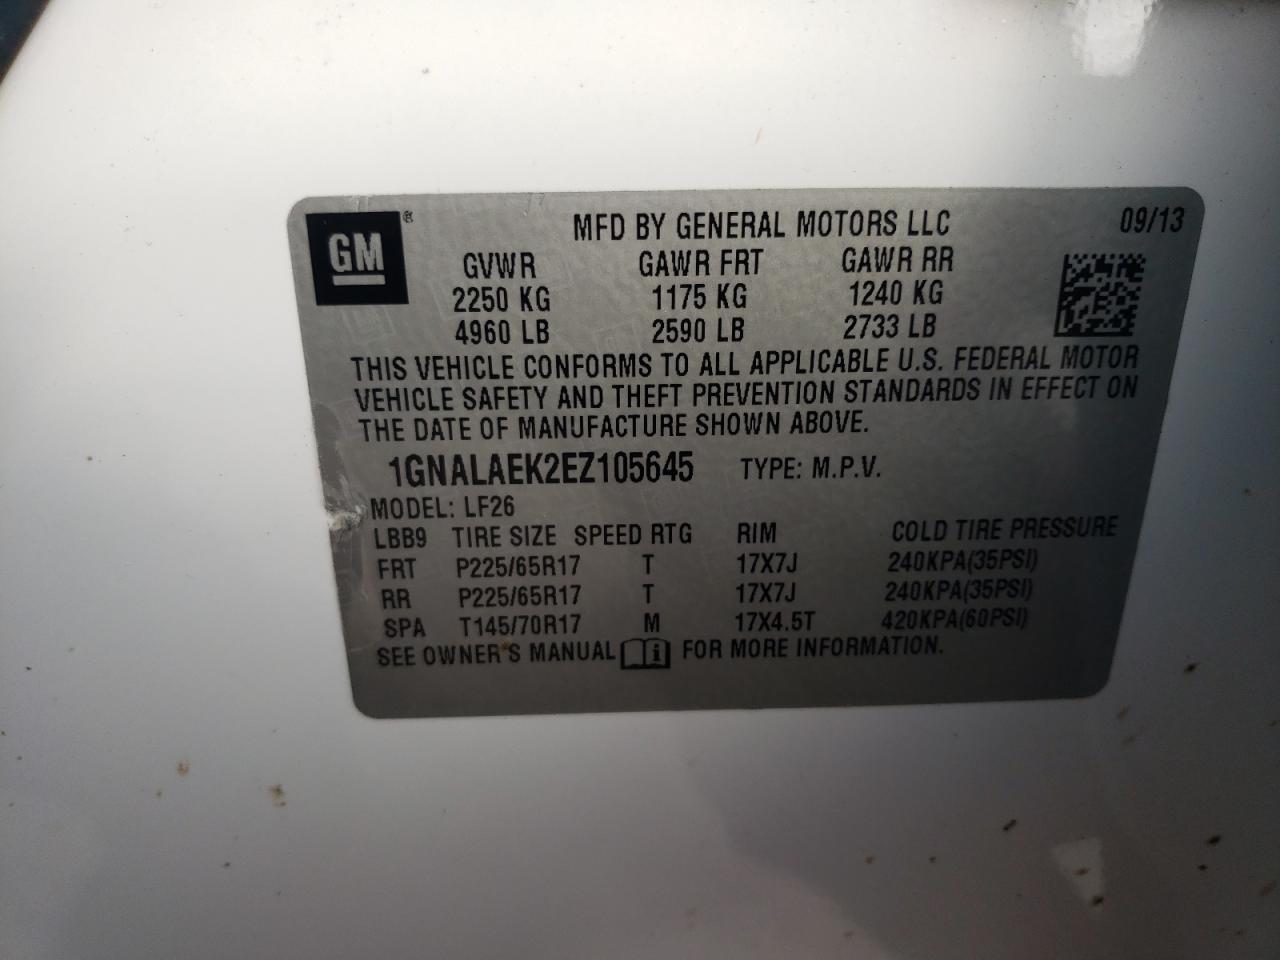 GM ® MFD BY GENERAL MOTORS LLC 09/13
GVWR GAWR FRT GAWR RR
2250 KG 1175 KG 1240 KG
4960 LB 2590 LB 2733 LB
THIS VEHICLE CONFORMS TO ALL APPLICABLE U.S. FEDERAL MOTOR
VEHICLE SAFETY AND THEFT PREVENTION STANDARDS IN EFFECT ON
THE DATE OF MANUFACTURE SHOWN ABOVE.
1GNALAEK2EZ105645 TYPE: M.P.V.
MODEL: LF26
LBB9 TIRE SIZE SPEED RTG RIM COLD TIRE PRESSURE
FRT P225/65R17 T 17X7J 240KPA(35PSI)
RR P225/65R17 T 17X7J 240KPA(35PSI)
SPA T145/70R17 M 17X4.5T 420KPA(60PSI)
SEE OWNER'S MANUAL i FOR MORE INFORMATION.